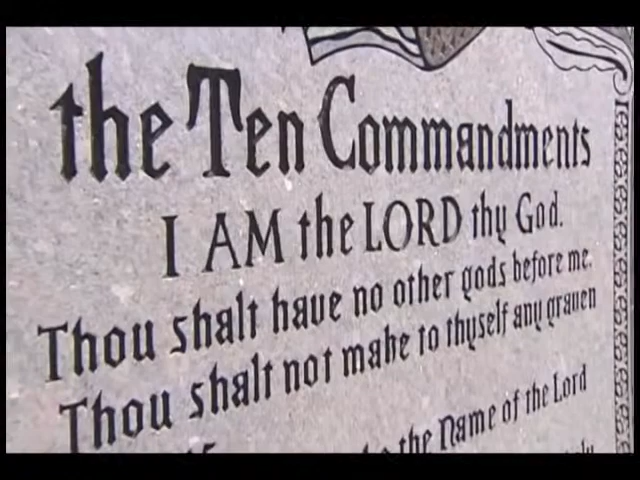 the Ten Commandments
I AM the LORD thy God.
Thou shalt have no other gods before me.
Thou shalt not make to thyself any graven
the Name of the Lord